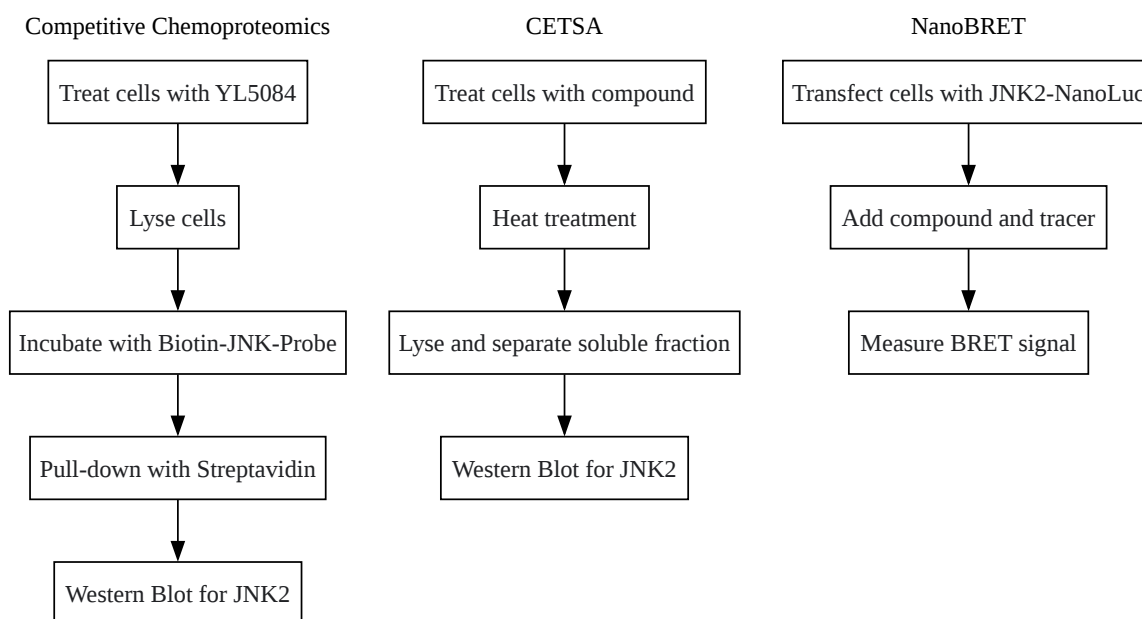 Competitive Chemoproteomics
Treat cells with YL5084
Lyse cells
Incubate with Biotin-JNK-Probe
Pull-down with Streptavidin
Western Blot for JNK2
CETSA
Treat cells with compound
Heat treatment
Lyse and separate soluble fraction
Western Blot for JNK2
NanoBRET
Transfect cells with JNK2-NanoLuc
Add compound and tracer
Measure BRET signal